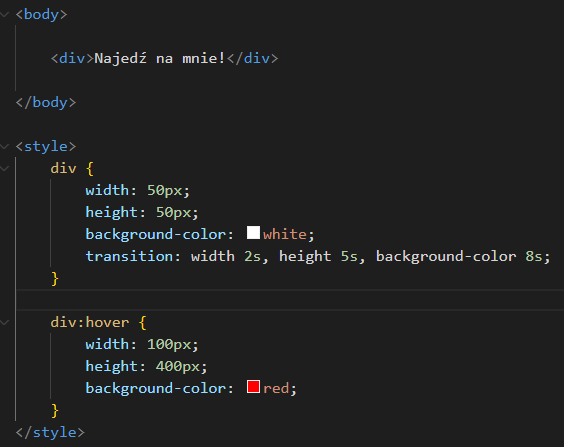 <body>
<div>Najedź na mnie!</div>
</body>
<style>
div {
width: 50px;
height: 50px;
background-color: white;
transition: width 2s, height 5s, background-color 8s;
}
div:hover {
width: 100px;
height: 400px;
background-color: red;
}
</style>